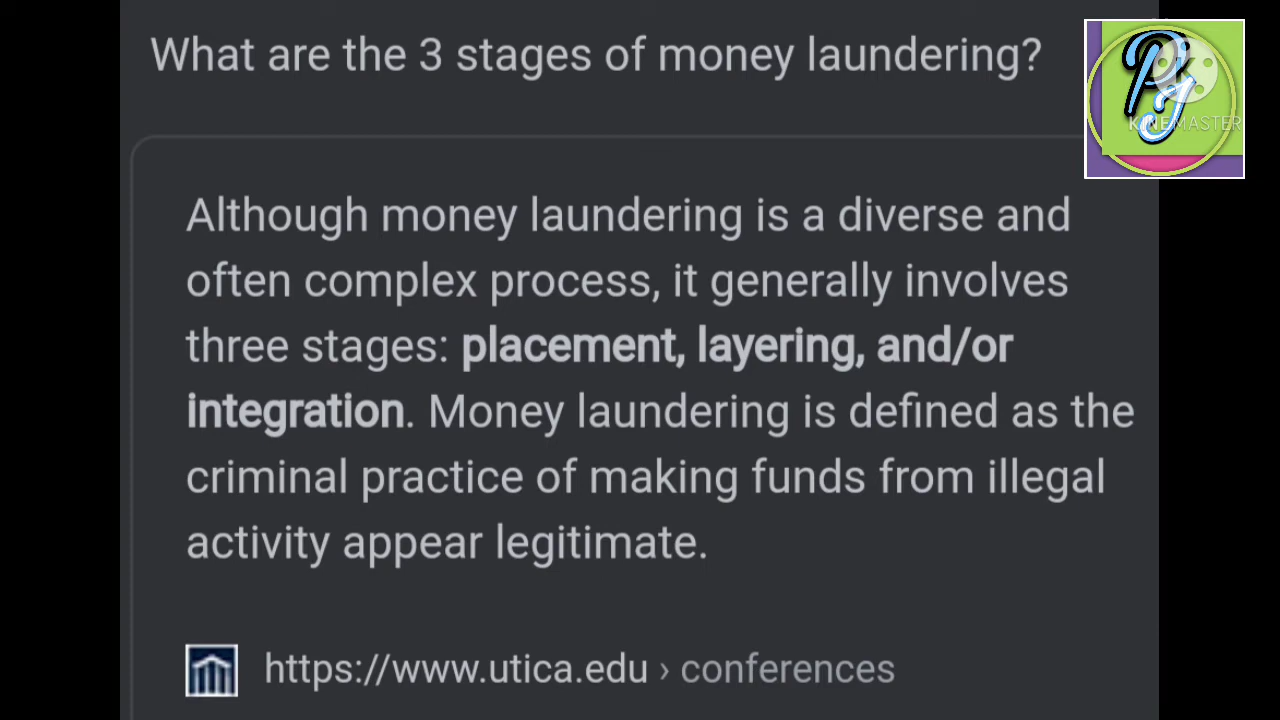 What are the 3 stages of money laundering?
PJ
KINEMASTER
Although money laundering is a diverse and
often complex process, it generally involves
three stages: placement, layering, and/or
integration. Money laundering is defined as the
criminal practice of making funds from illegal
activity appear legitimate.
https://www.utica.edu › conferences